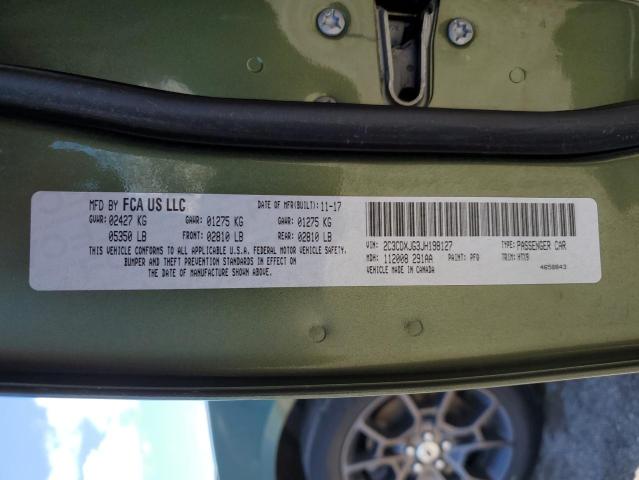 MFD BY FCA US LLC DATE OF MFR(BUILT): 11-17
GVWR: 02427 KG GAWR: 01275 KG GAWR: 01275 KG
05350 LB FRONT: 02810 LB REAR: 02810 LB
THIS VEHICLE CONFORMS TO ALL APPLICABLE U.S.A. FEDERAL MOTOR VEHICLE SAFETY,
BUMPER AND THEFT PREVENTION STANDARDS IN EFFECT ON
THE DATE OF MANUFACTURE SHOWN ABOVE.
VIN: 2C3CDXJG3JH198127 TYPE: PASSENGER CAR
MDH: 112008 291AA PAINT: PFQ TRIM: HTX9
VEHICLE MADE IN CANADA
4658843